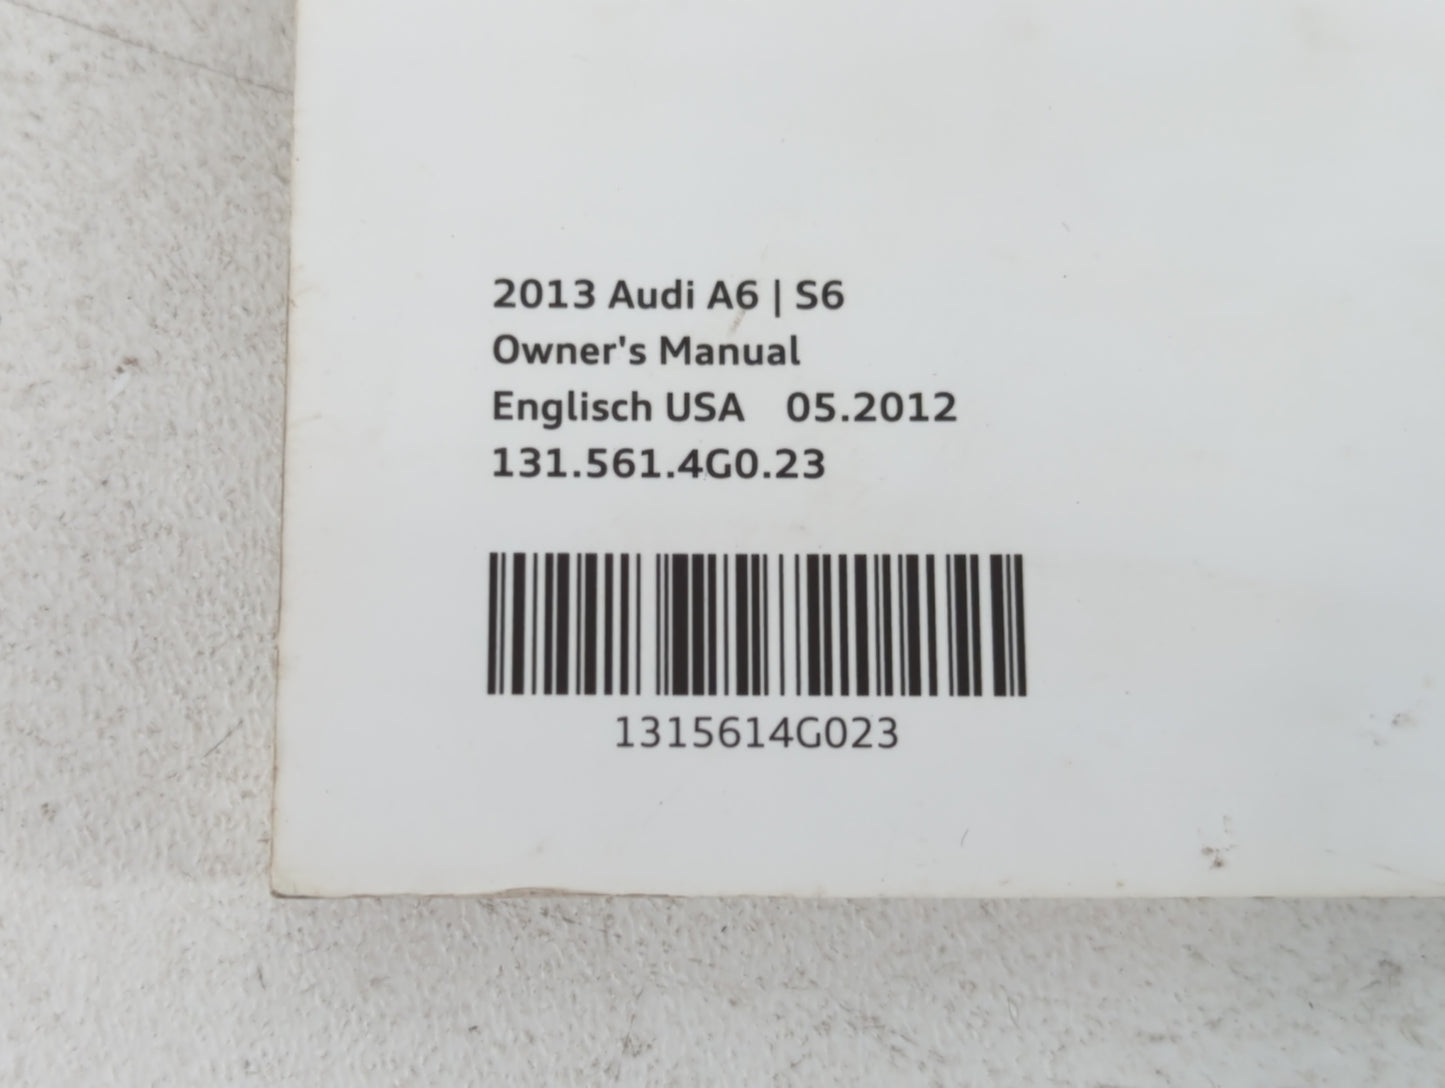 2013 Audi A6 | S6
Owner's Manual
Englisch USA 05.2012
131.561.4G0.23
1315614G023